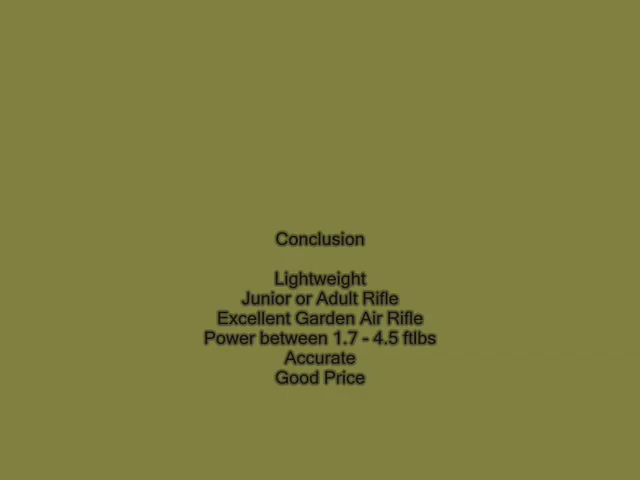 Conclusion
Lightweight
Junior or Adult Rifle
Excellent Garden Air Rifle
Power between 1.7 - 4.5 ftlbs
Accurate
Good Price